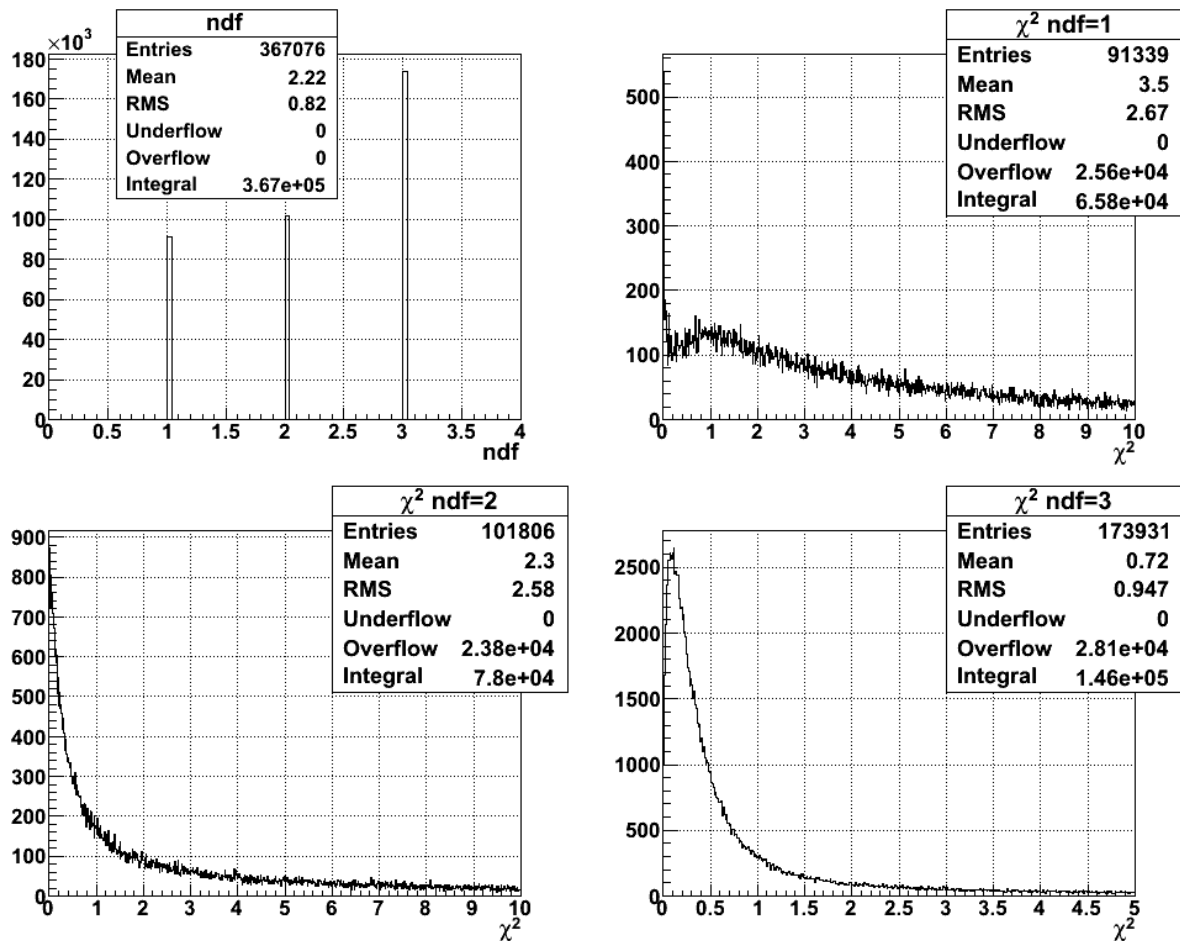 ndf
Entries 367076
Mean 2.22
RMS 0.82
Underflow 0
Overflow 0
Integral 3.67e+05
×10³
180
160
140
120
100
80
60
40
20
0
0 0.5 1 1.5 2 2.5 3 3.5 4
ndf
χ² ndf=1
Entries 91339
Mean 3.5
RMS 2.67
Underflow 0
Overflow 2.56e+04
Integral 6.58e+04
500
400
300
200
100
0
0 1 2 3 4 5 6 7 8 9 10
χ²
χ² ndf=2
Entries 101806
Mean 2.3
RMS 2.58
Underflow 0
Overflow 2.38e+04
Integral 7.8e+04
900
800
700
600
500
400
300
200
100
0
0 1 2 3 4 5 6 7 8 9 10
χ²
χ² ndf=3
Entries 173931
Mean 0.72
RMS 0.947
Underflow 0
Overflow 2.81e+04
Integral 1.46e+05
2500
2000
1500
1000
500
0
0 0.5 1 1.5 2 2.5 3 3.5 4 4.5 5
χ²